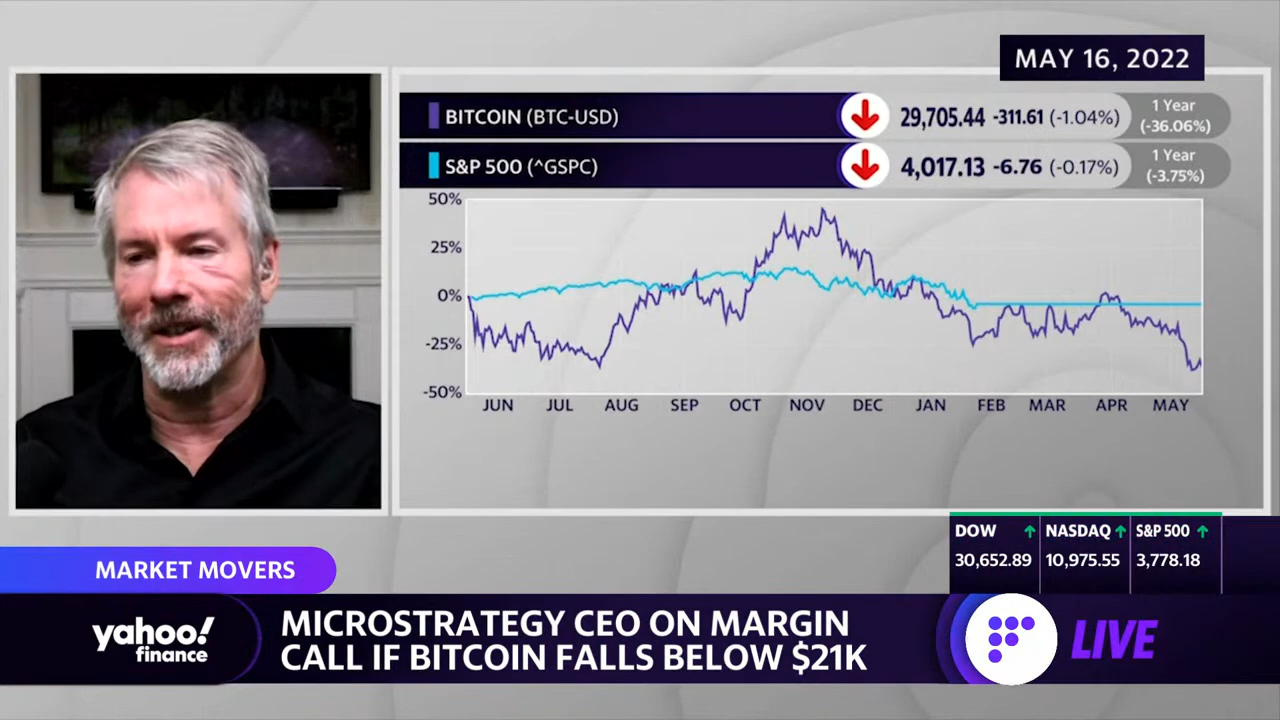 MAY 16, 2022
BITCOIN (BTC-USD) 29,705.44 -311.61 (-1.04%) 1 Year (-36.06%)
S&P 500 (^GSPC) 4,017.13 -6.76 (-0.17%) 1 Year (-3.75%)
50%
25%
0%
-25%
-50%
JUN JUL AUG SEP OCT NOV DEC JAN FEB MAR APR MAY
DOW NASDAQ S&P 500
30,652.89 10,975.55 3,778.18
MARKET MOVERS
yahoo!
finance
MICROSTRATEGY CEO ON MARGIN
CALL IF BITCOIN FALLS BELOW $21K
LIVE